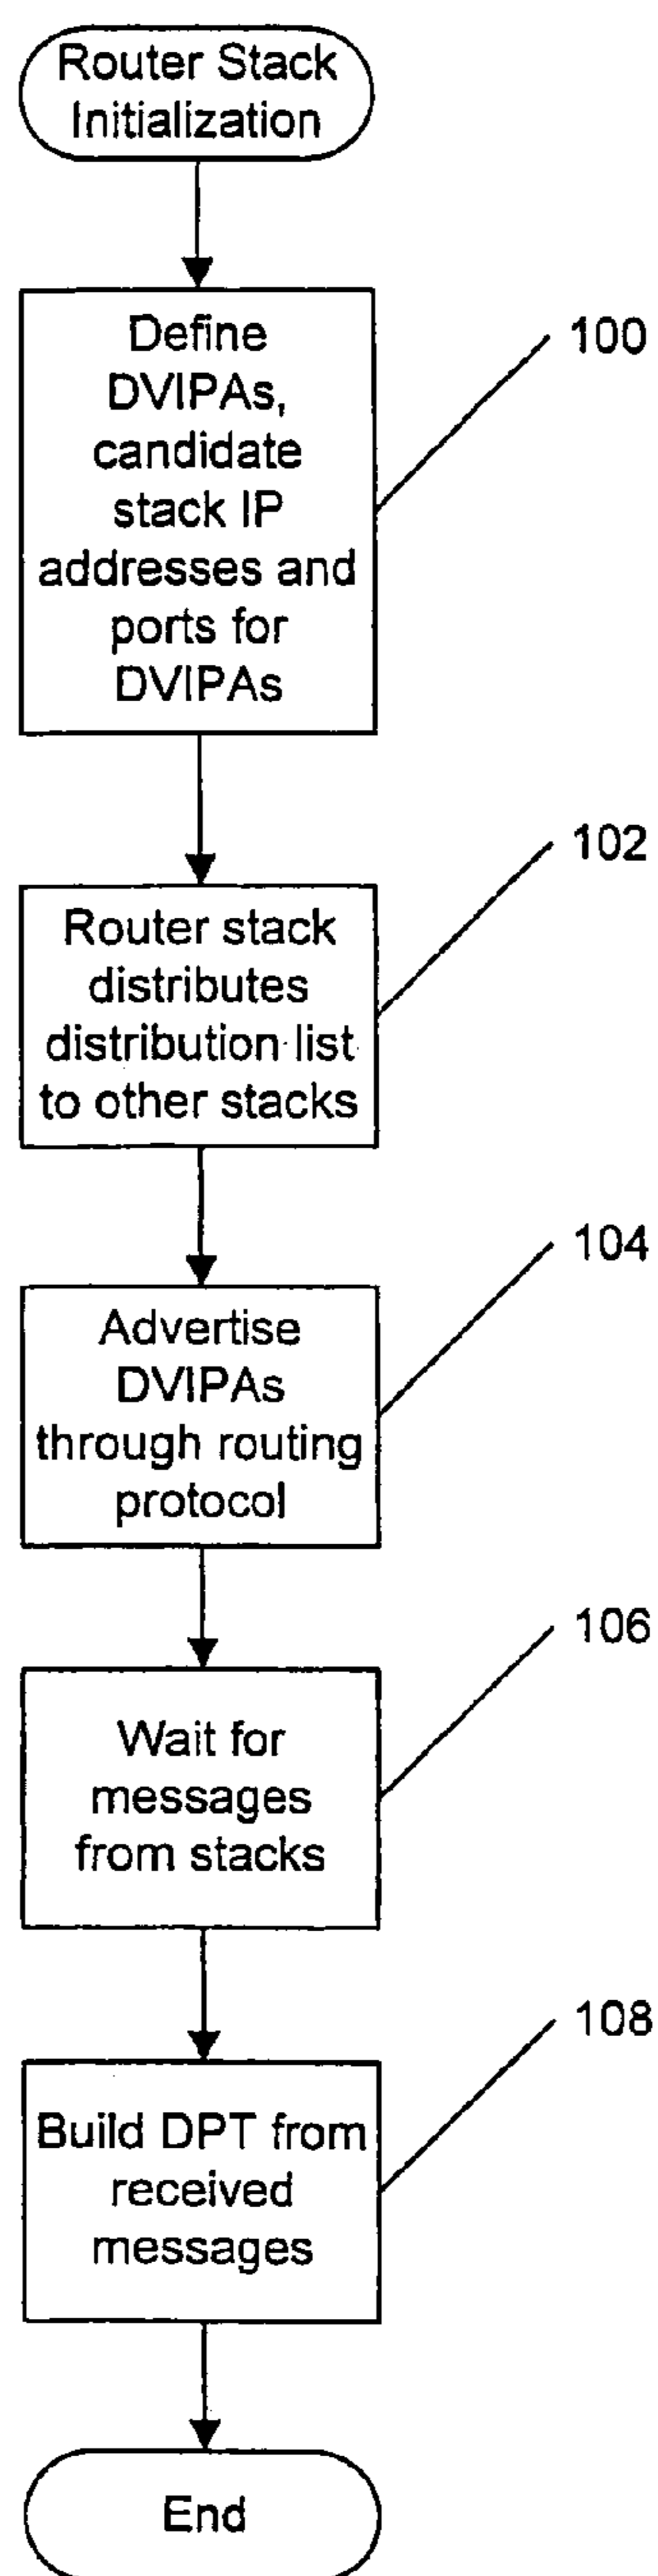 Router Stack
Initialization
Define
DVIPAs,
candidate
stack IP
addresses and
ports for
DVIPAs
100
Router stack
distributes
distribution list
to other stacks
102
Advertise
DVIPAs
through routing
protocol
104
Wait for
messages
from stacks
106
Build DPT from
received
messages
108
End